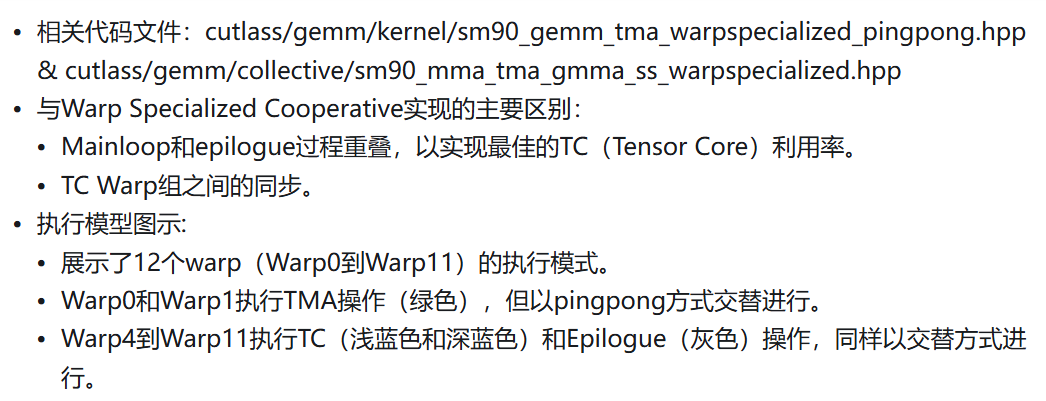 • 相关代码文件：cutlass/gemm/kernel/sm90_gemm_tma_warpspecialized_pingpong.hpp
& cutlass/gemm/collective/sm90_mma_tma_gmma_ss_warpspecialized.hpp
• 与Warp Specialized Cooperative实现的主要区别：
• Mainloop和epilogue过程重叠，以实现最佳的TC（Tensor Core）利用率。
• TC Warp组之间的同步。
• 执行模型图示:
• 展示了12个warp（Warp0到Warp11）的执行模式。
• Warp0和Warp1执行TMA操作（绿色），但以pingpong方式交替进行。
• Warp4到Warp11执行TC（浅蓝色和深蓝色）和Epilogue（灰色）操作，同样以交替方式进
行。